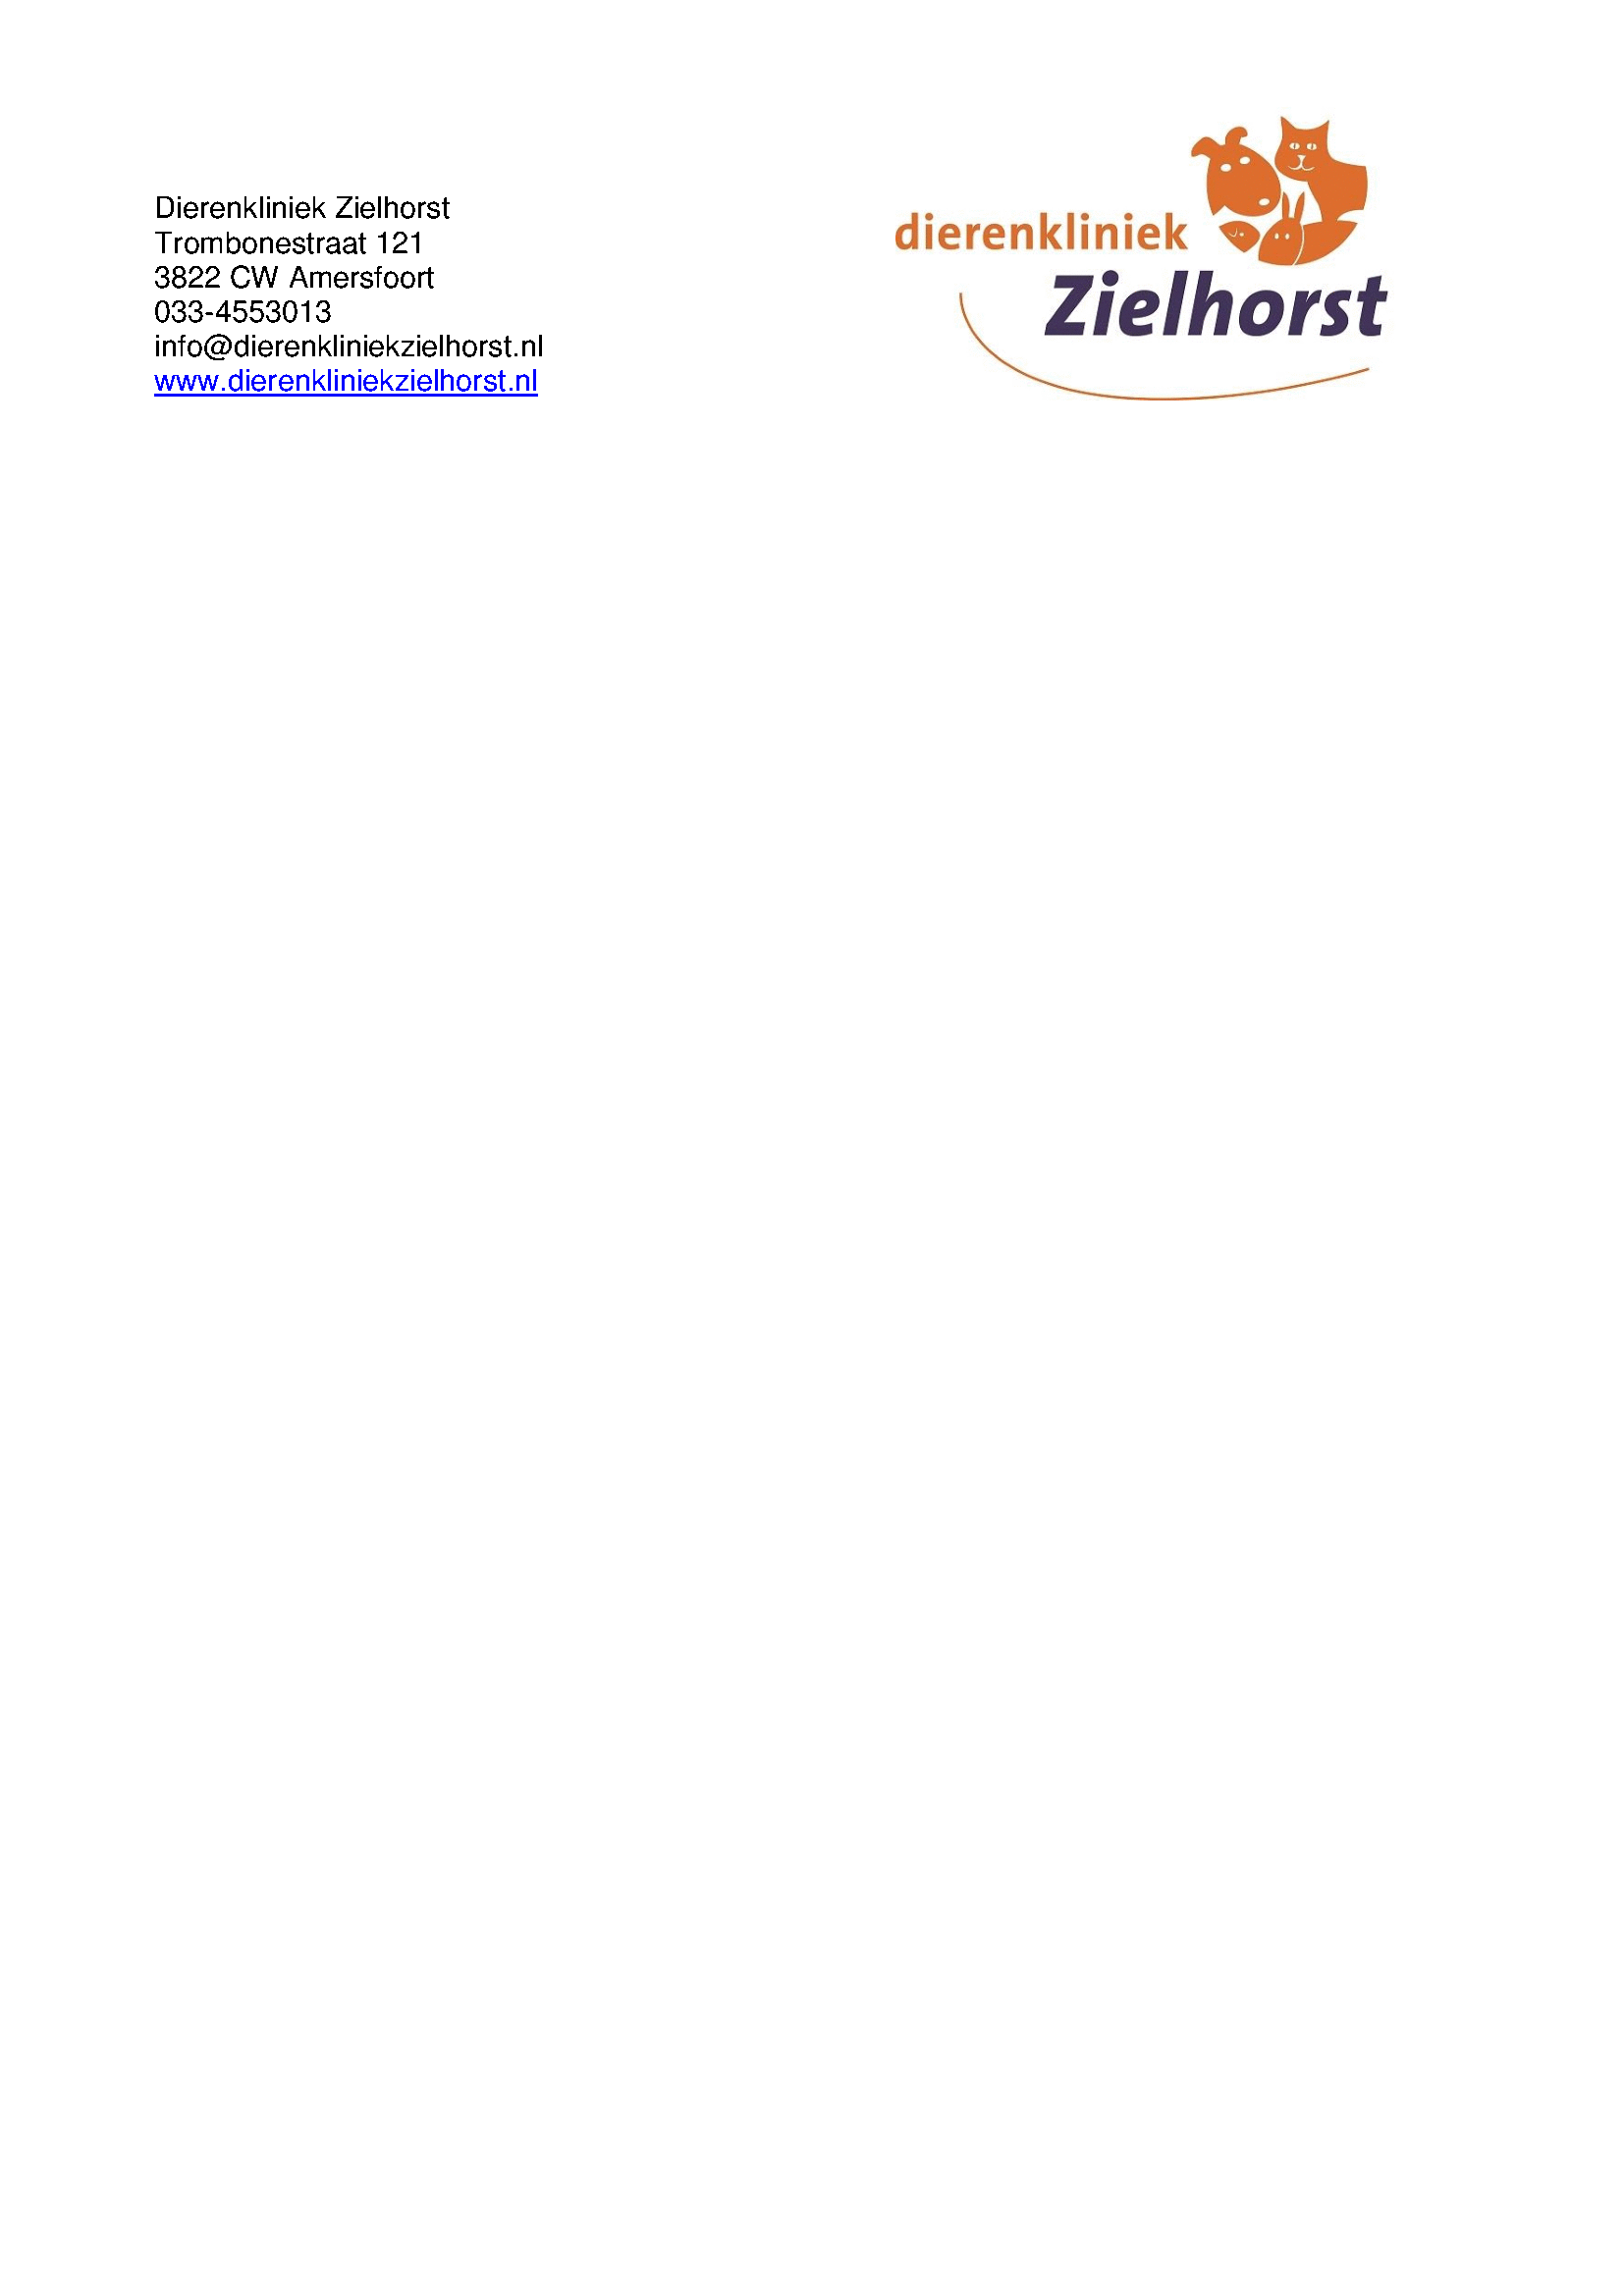 Dierenkliniek Zielhorst
Trombonestraat 121
3822 CW Amersfoort
033-4553013
info@dierenkliniekzielhorst.nl
www.dierenkliniekzielhorst.nl
dierenkliniek
Zielhorst